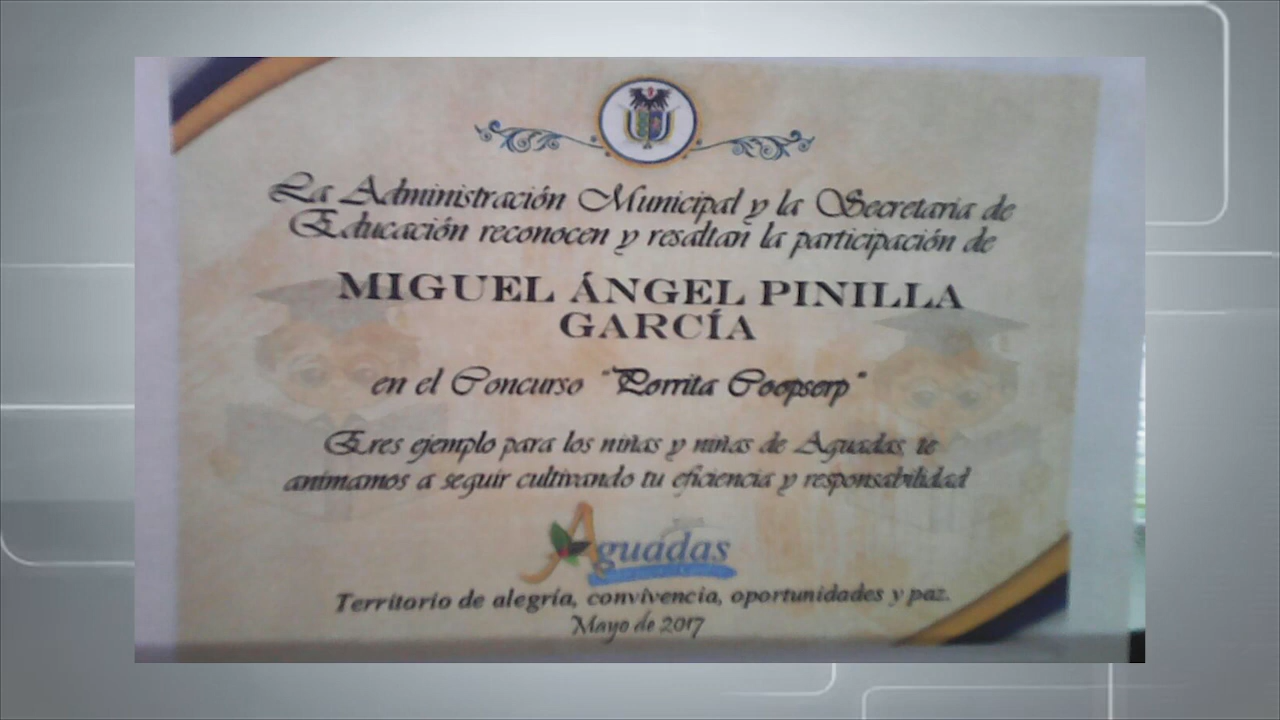 La Administración Municipal y la Secretaria de
Educación reconocen y resaltan la participación de
MIGUEL ÁNGEL PINILLA
GARCÍA
en el Concurso "Porrita Coopserp"
Eres ejemplo para los niñas y niñas de Aguadas, te
animamos a seguir cultivando tu eficiencia y responsabilidad
Aguadas
Territorio de alegría, convivencia, oportunidades y paz.
Mayo de 2017